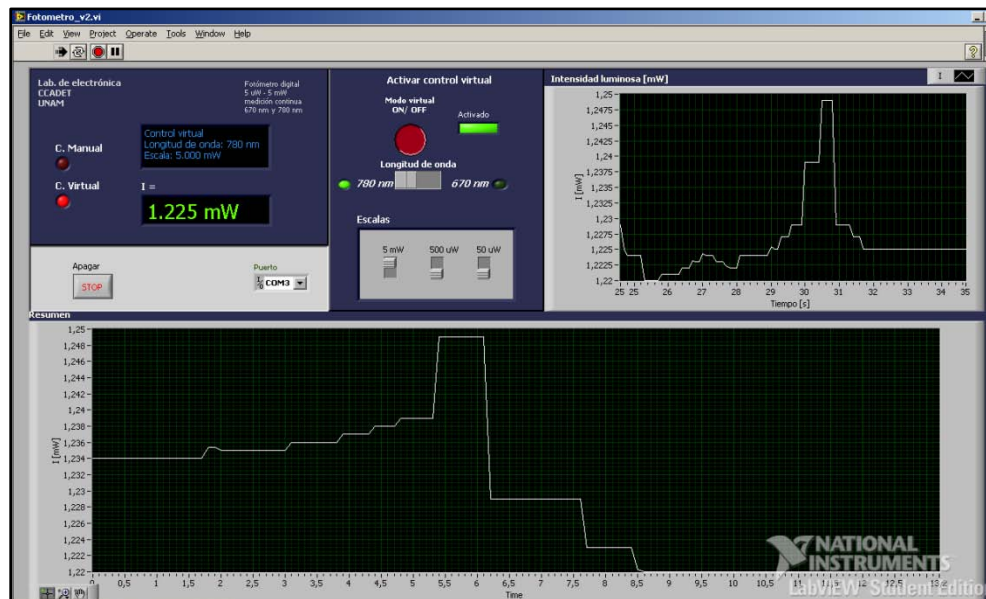 Fotometro_v2.vi
File Edit View Project Operate Tools Window Help
Lab. de electrónica
CCADET
UNAM
Fotómetro digital
5 uW - 5 mW
medición continua
670 nm y 780 nm
Control virtual
Longitud de onda: 780 nm
Escala: 5.000 mW
C. Manual
C. Virtual
I =
1.225 mW
Apagar
STOP
Puerto
COM3
Activar control virtual
Modo virtual
ON/ OFF
Activado
Longitud de onda
780 nm
670 nm
Escalas
5 mW 500 uW 50 uW
Intensidad luminosa [mW]
I
1,25
1,2475
1,245
1,2425
1,24
1,2375
1,235
1,2325
1,23
1,2275
1,225
1,2225
1,22
I [mW]
25 25 26 27 28 29 30 31 32 33 34 35
Tiempo [s]
Resumen
1,25
1,248
1,246
1,244
1,242
1,24
1,238
1,236
1,234
1,232
1,23
1,228
1,226
1,224
1,222
1,22
I [mW]
0 0,5 1 1,5 2 2,5 3 3,5 4 4,5 5 5,5 6 6,5 7 7,5 8 8,5 9 9,5 10 10,5 11
Time
NATIONAL
INSTRUMENTS
LabVIEW Student Edition